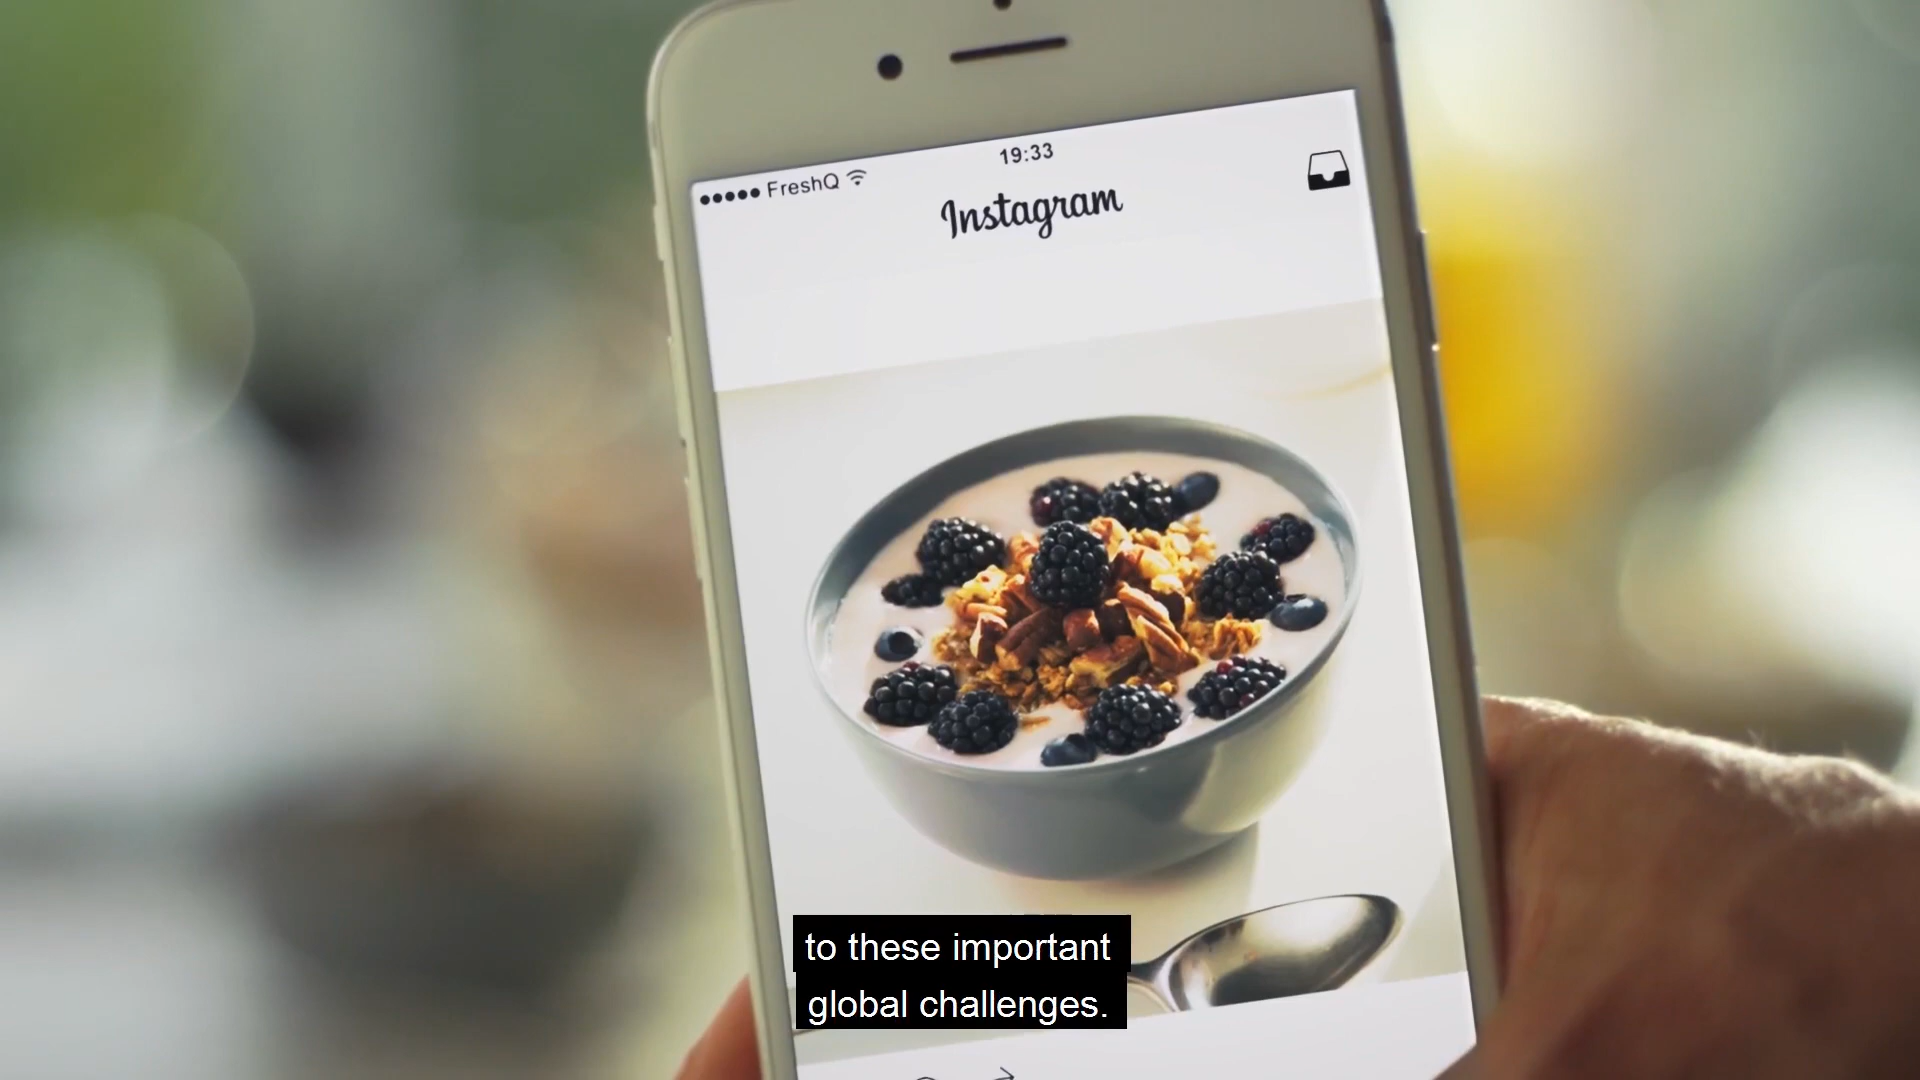 19:33
FreshQ
Instagram
to these important
global challenges.